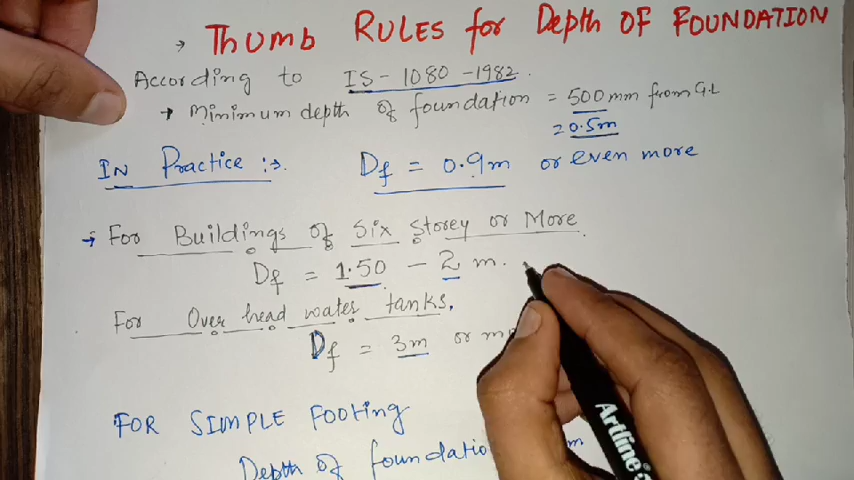 → Thumb RULES for Depth OF FOUNDATION
According to IS-1080-1982.
→ Minimum depth of foundation = 500mm from G.L
= 0.5m
IN Practice :→. Df = 0.9m or even more
→ For Buildings of Six Storey or More
Df = 1.50 - 2 m.
For Over head water tanks.
Df = 3m or
FOR SIMPLE FOOTING
Depth of
Artline